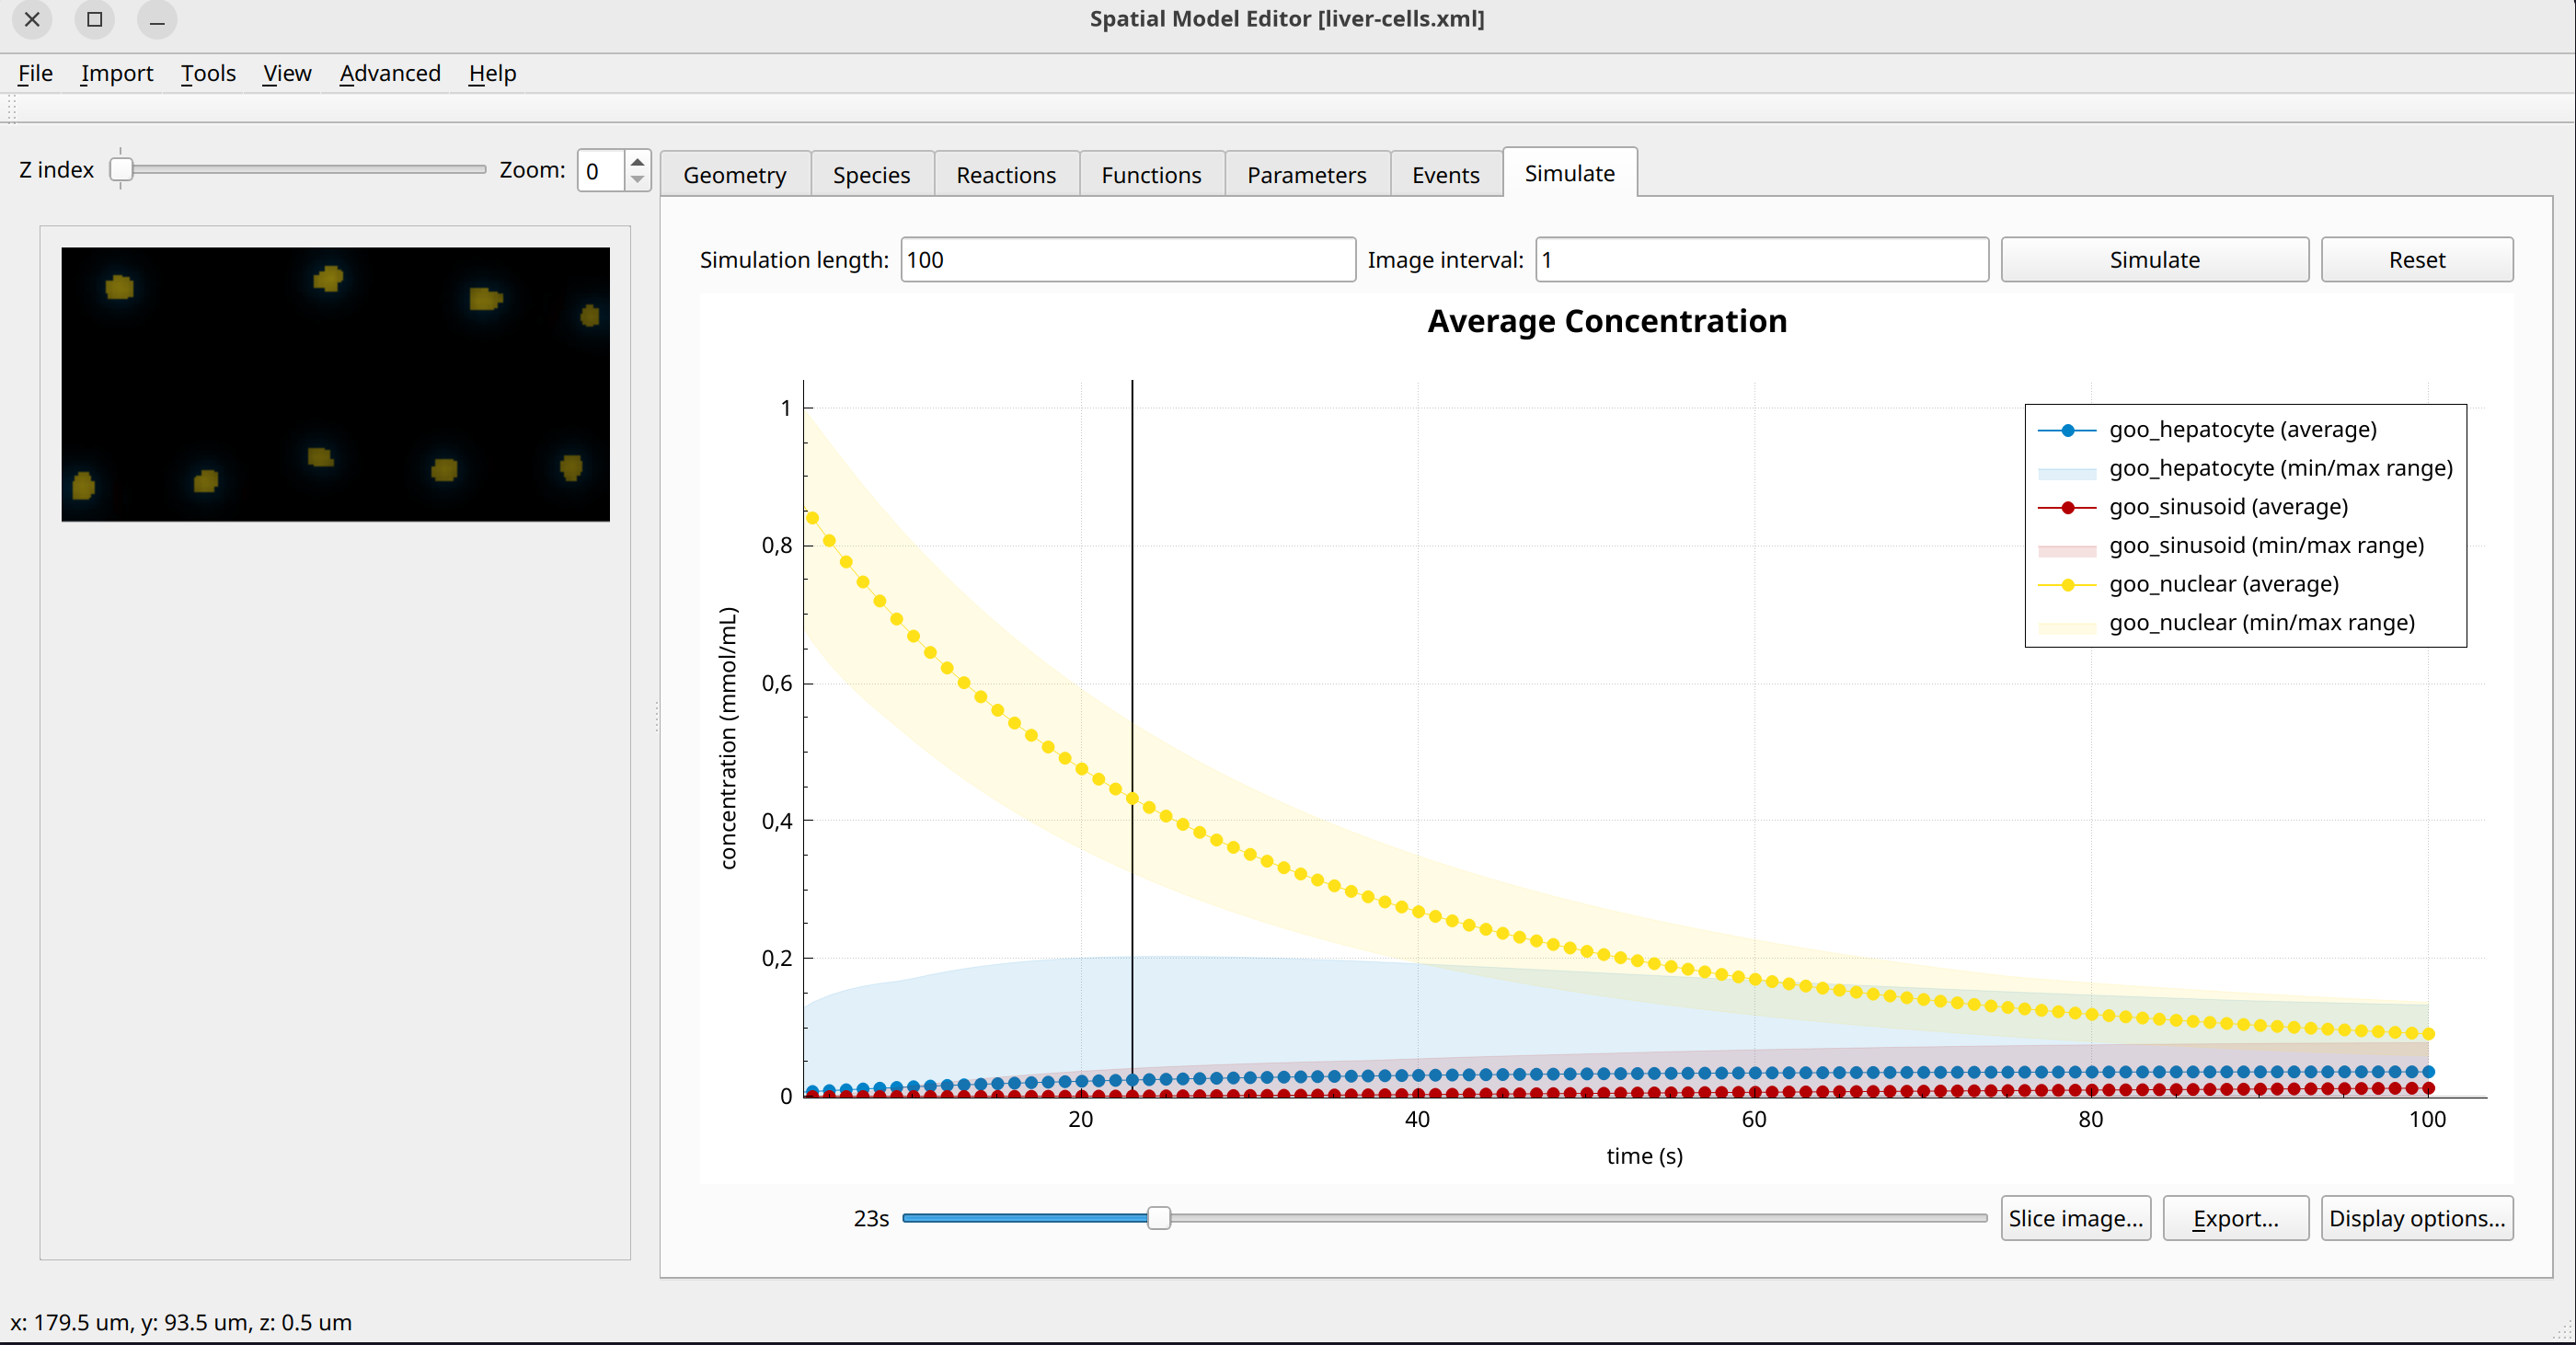 Spatial Model Editor [liver-cells.xml]
File Import Tools View Advanced Help
Z index Zoom: 0
Geometry Species Reactions Functions Parameters Events Simulate
Simulation length: 100 Image interval: 1 Simulate Reset
Average Concentration
goo_hepatocyte (average)
goo_hepatocyte (min/max range)
goo_sinusoid (average)
goo_sinusoid (min/max range)
goo_nuclear (average)
goo_nuclear (min/max range)
concentration (mmol/mL)
1
0,8
0,6
0,4
0,2
0
20 40 60 80 100
time (s)
23s Slice image... Export... Display options...
x: 179.5 um, y: 93.5 um, z: 0.5 um